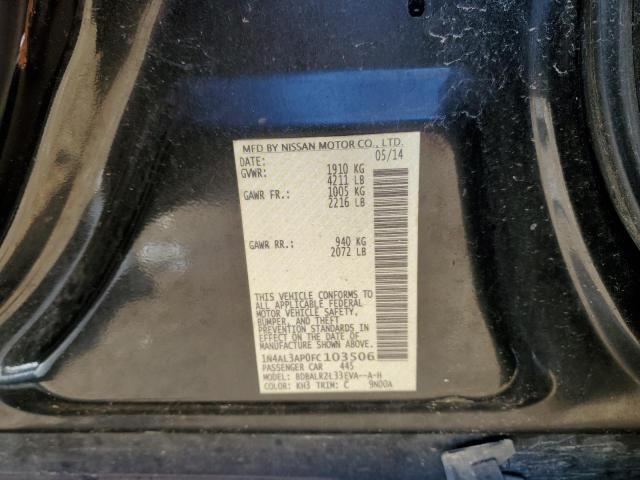 MFD BY NISSAN MOTOR CO., LTD.
DATE: 05/14
GVWR: 1910 KG
4211 LB
GAWR FR.: 1005 KG
2216 LB
GAWR RR.: 940 KG
2072 LB
THIS VEHICLE CONFORMS TO
ALL APPLICABLE FEDERAL
MOTOR VEHICLE SAFETY,
BUMPER, AND THEFT
PREVENTION STANDARDS IN
EFFECT ON THE DATE OF
MANUFACTURE SHOWN ABOVE.
1N4AL3AP0FC103506
PASSENGER CAR 445
MODEL: BDBALRZL33EVA--A-H
COLOR: KH3 TRIM: C 9N00A